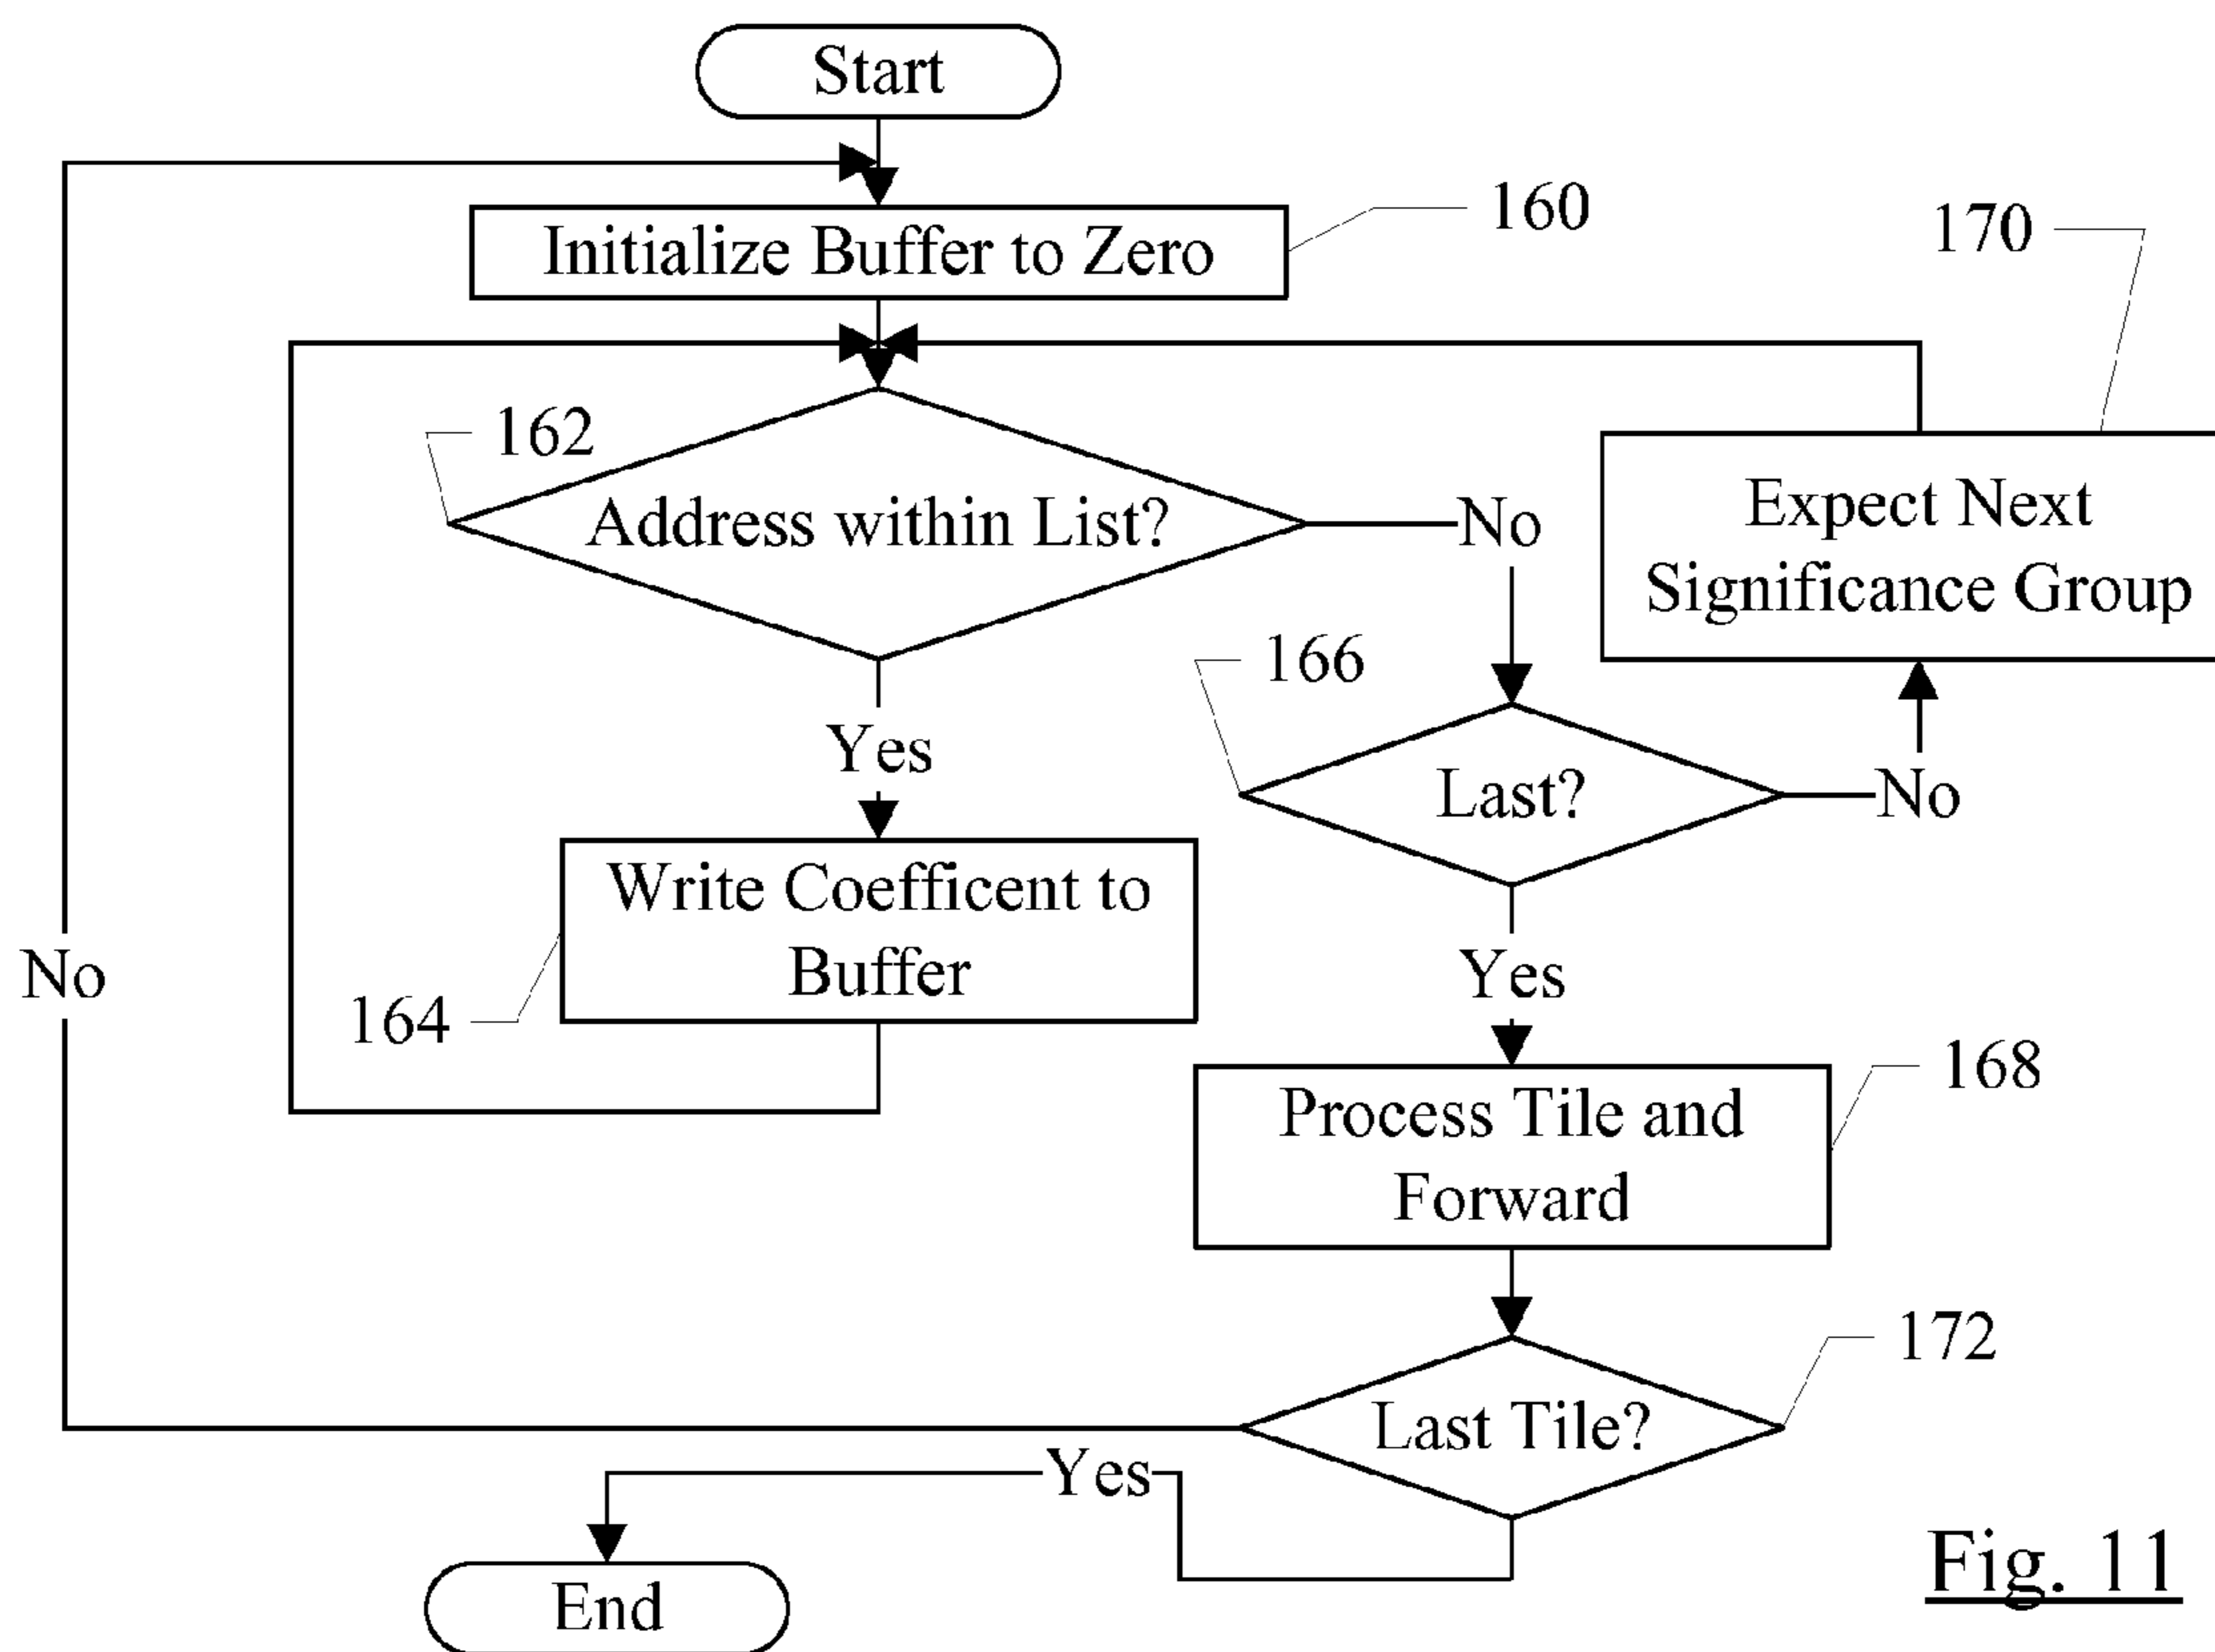 Start
Initialize Buffer to Zero
160
170
162
Address within List?
No
Expect Next
Significance Group
166
Yes
Last?
No
Write Coefficent to
Buffer
No
164
Yes
Process Tile and
Forward
168
172
Last Tile?
Yes
End
Fig. 11